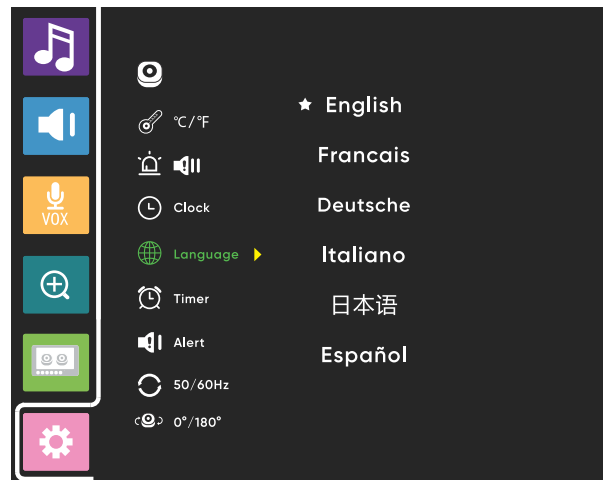 VOX
°C/°F
Clock
Language
Timer
Alert
50/60Hz
0°/180°
English
Francais
Deutsche
Italiano
日本语
Español